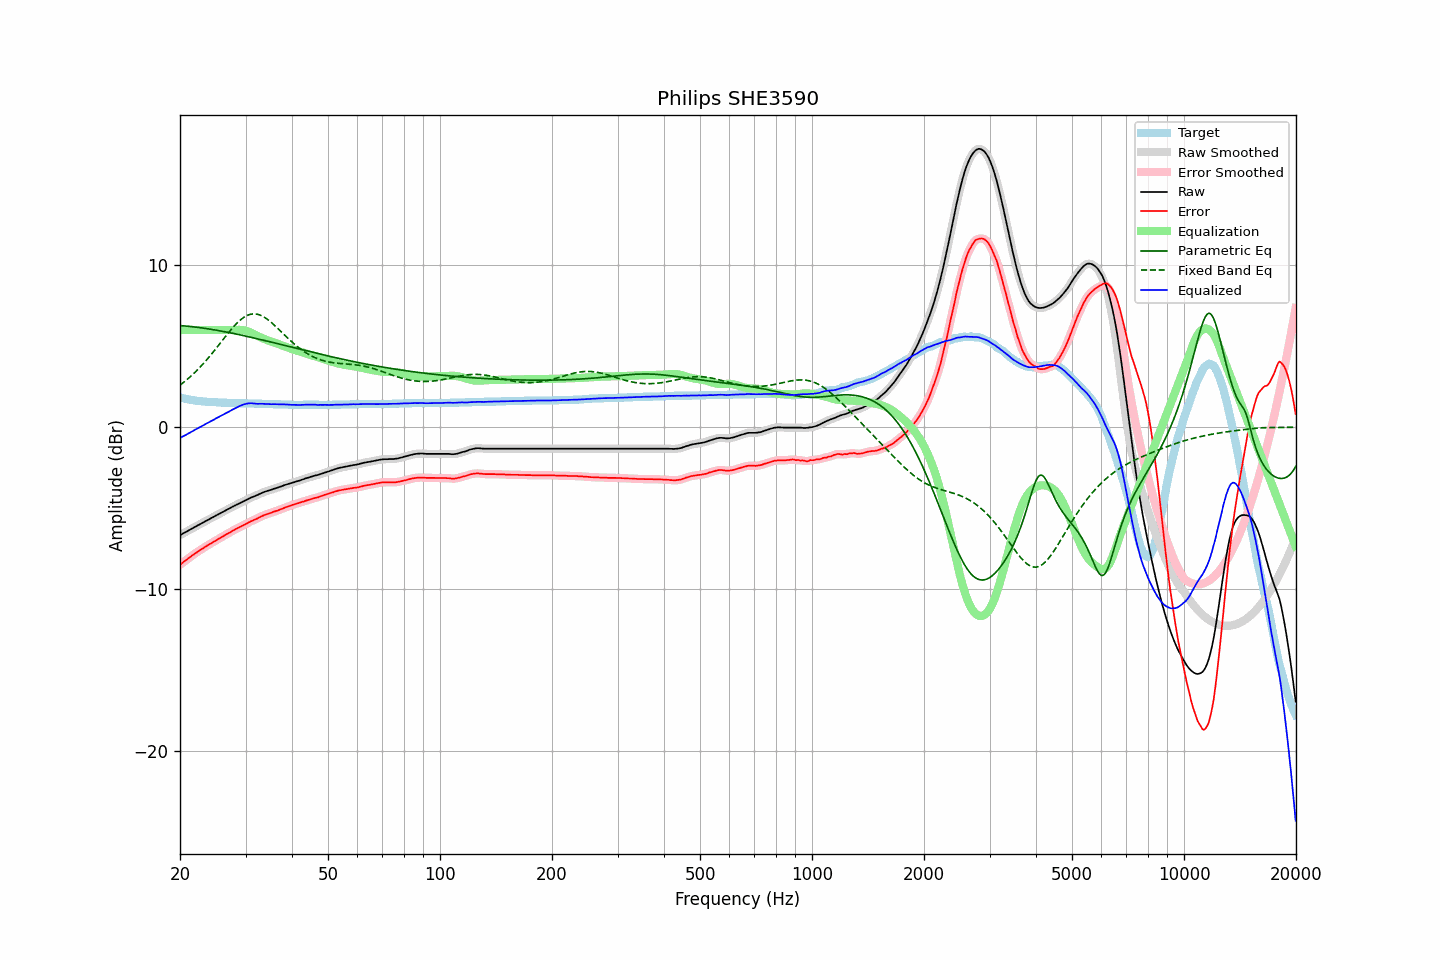 Philips SHE3590
Target
Raw Smoothed
Error Smoothed
Raw
Error
Equalization
Parametric Eq
Fixed Band Eq
Equalized
10
0
−10
−20
Amplitude (dBr)
20
50
100
200
500
1000
2000
5000
10000
20000
Frequency (Hz)